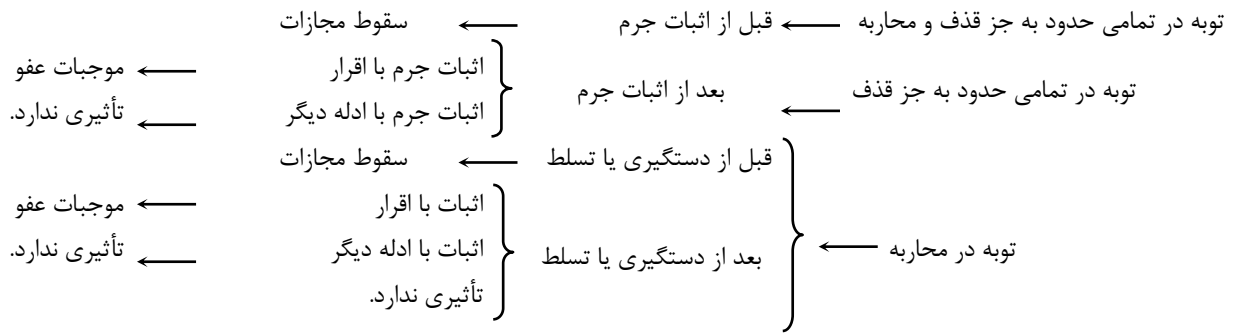 توبه در تمامی حدود به جز قذف و محاربه ← قبل از اثبات جرم ← سقوط مجازات
اثبات جرم با اقرار ← موجبات عفو
توبه در تمامی حدود به جز قذف ← بعد از اثبات جرم
اثبات جرم با ادله دیگر ← تأثیری ندارد.
قبل از دستگیری یا تسلط ← سقوط مجازات
اثبات با اقرار ← موجبات عفو
توبه در محاربه ← بعد از دستگیری یا تسلط
اثبات با ادله دیگر ← تأثیری ندارد.
تأثیری ندارد.